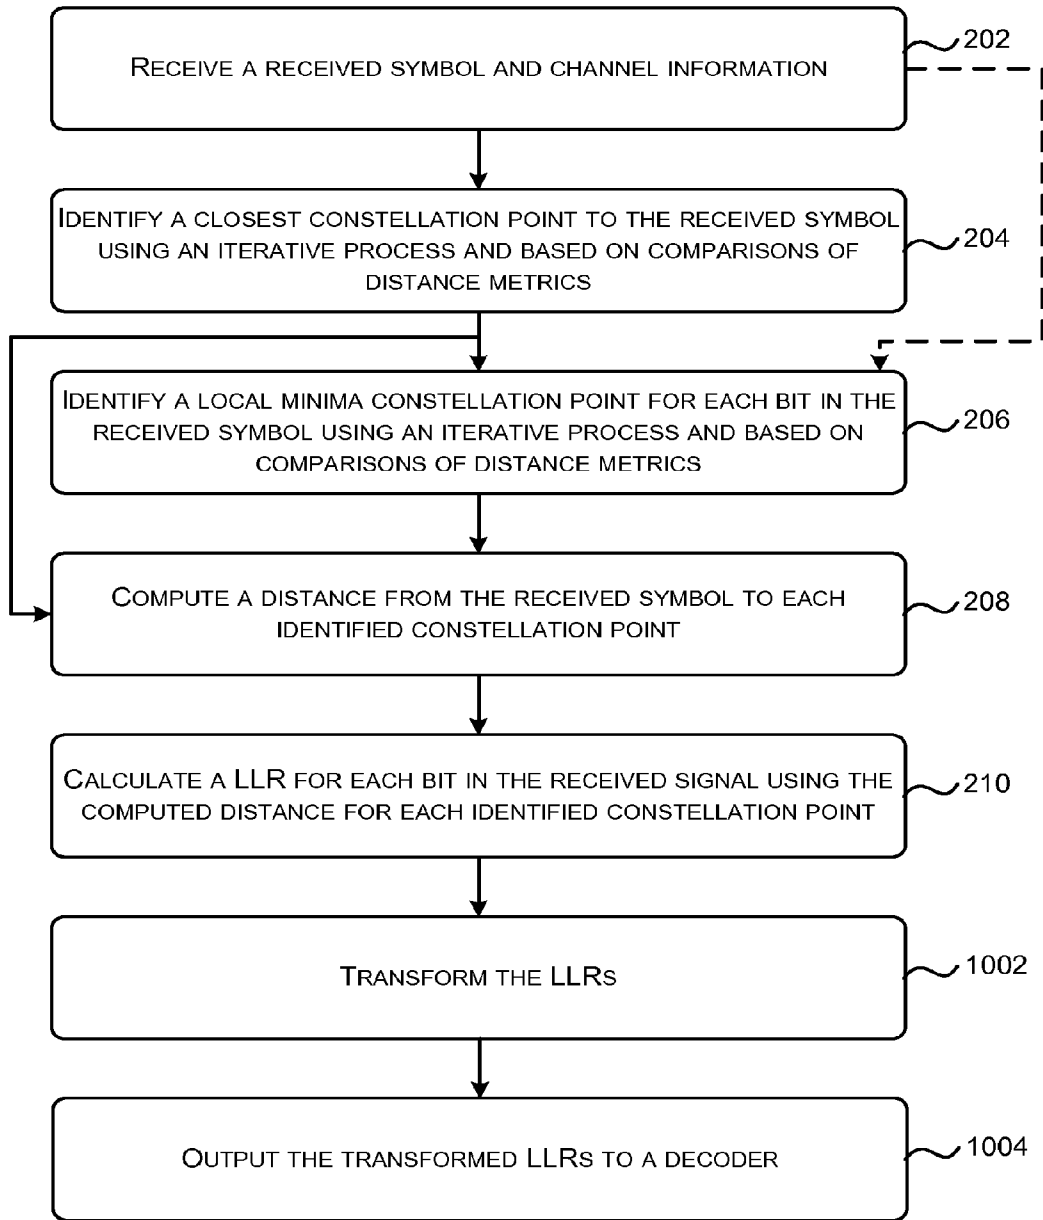 RECEIVE A RECEIVED SYMBOL AND CHANNEL INFORMATION
202
IDENTIFY A CLOSEST CONSTELLATION POINT TO THE RECEIVED SYMBOL
USING AN ITERATIVE PROCESS AND BASED ON COMPARISONS OF
DISTANCE METRICS
204
IDENTIFY A LOCAL MINIMA CONSTELLATION POINT FOR EACH BIT IN THE
RECEIVED SYMBOL USING AN ITERATIVE PROCESS AND BASED ON
COMPARISONS OF DISTANCE METRICS
206
COMPUTE A DISTANCE FROM THE RECEIVED SYMBOL TO EACH
IDENTIFIED CONSTELLATION POINT
208
CALCULATE A LLR FOR EACH BIT IN THE RECEIVED SIGNAL USING THE
COMPUTED DISTANCE FOR EACH IDENTIFIED CONSTELLATION POINT
210
TRANSFORM THE LLRS
1002
OUTPUT THE TRANSFORMED LLRS TO A DECODER
1004